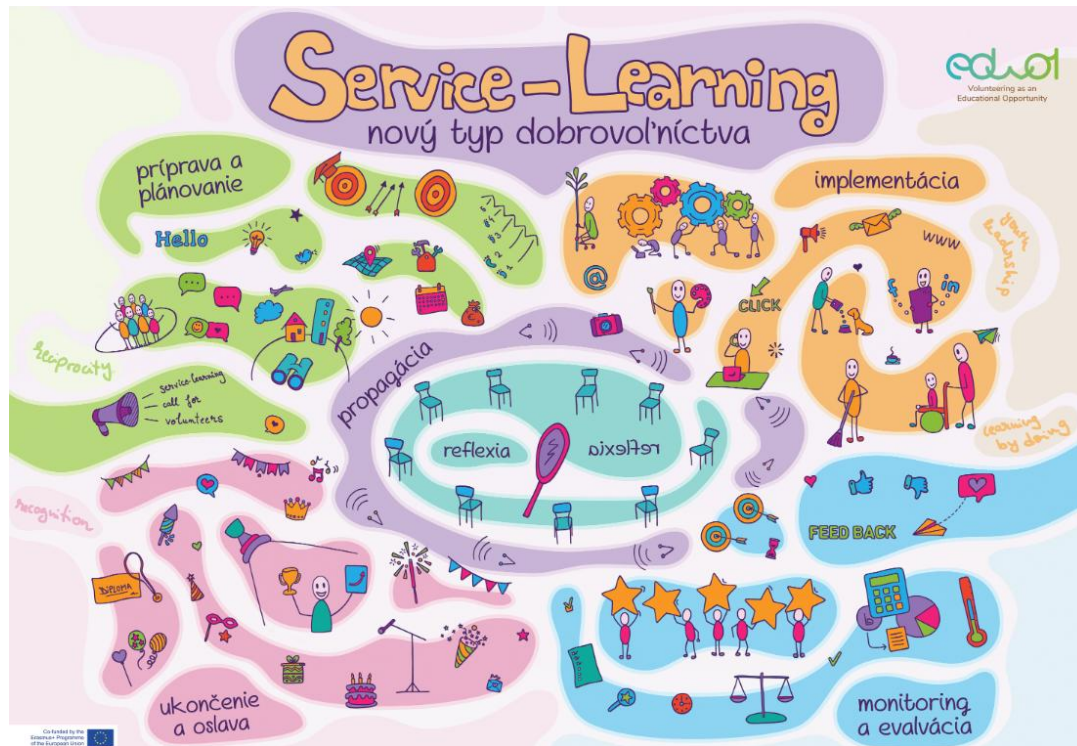 Service-Learning
nový typ dobrovoľníctva
eduvol
Volunteering as an
Educational Opportunity
príprava a
plánovanie
Hello
implementácia
youth
leadership
www
@
CLICK
in
reciprocity
service-learning
call for
volunteers
propagácia
reflexia
reflexia
learning
by doing
recognition
FEED BACK
DIPLOMA
ukončenie
a oslava
monitoring
a evalvácia
Co-funded by the
Erasmus+ Programme
of the European Union